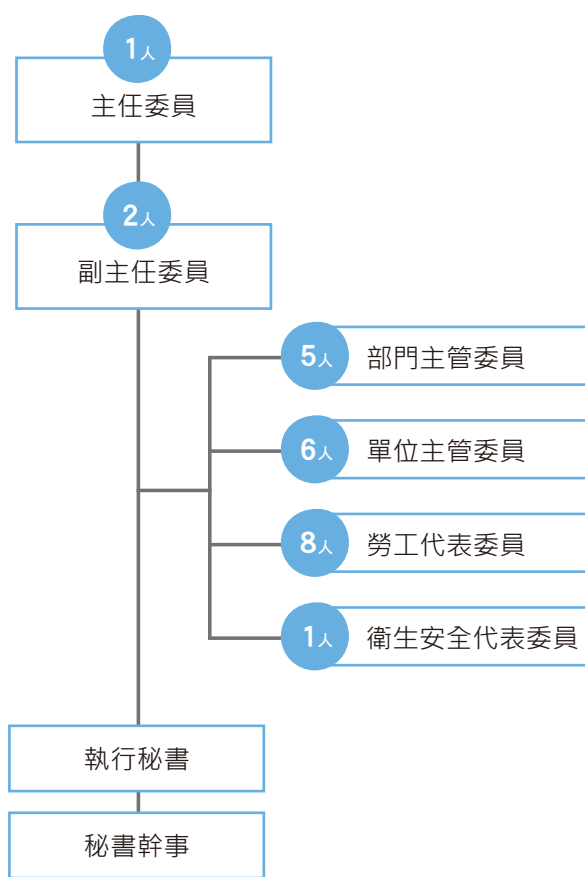 1人
主任委員
2人
副主任委員
5人 部門主管委員
6人 單位主管委員
8人 勞工代表委員
1人 衛生安全代表委員
執行秘書
秘書幹事